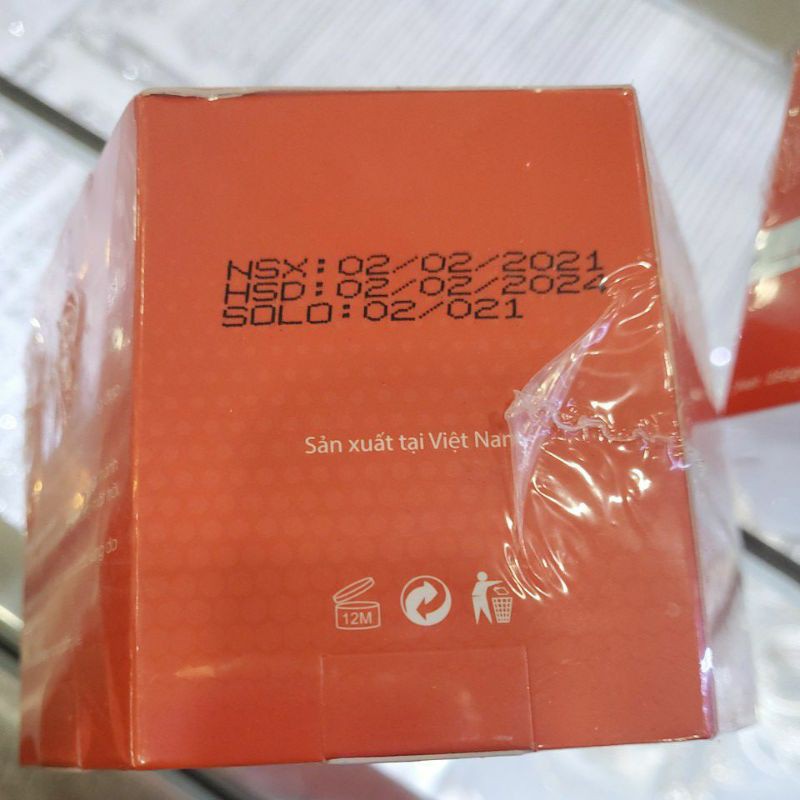 NSX:02/02/2021
HSD:02/02/2024
SOLO:02/021
Sản xuất tại Việt Nam
12M